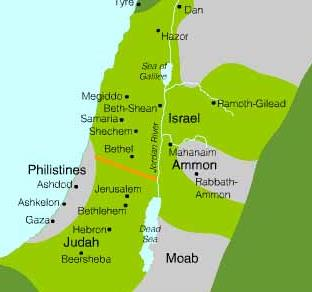 Tyre
Dan
Hazor
Sea of
Galilee
Megiddo
Beth-Shean
Ramoth-Gilead
Samaria
Israel
Shechem
Jordan River
Mahanaim
Bethel
Ammon
Philistines
Rabbath-
Ammon
Ashdod
Jerusalem
Ashkelon
Bethlehem
Gaza
Hebron
Dead
Sea
Judah
Beersheba
Moab